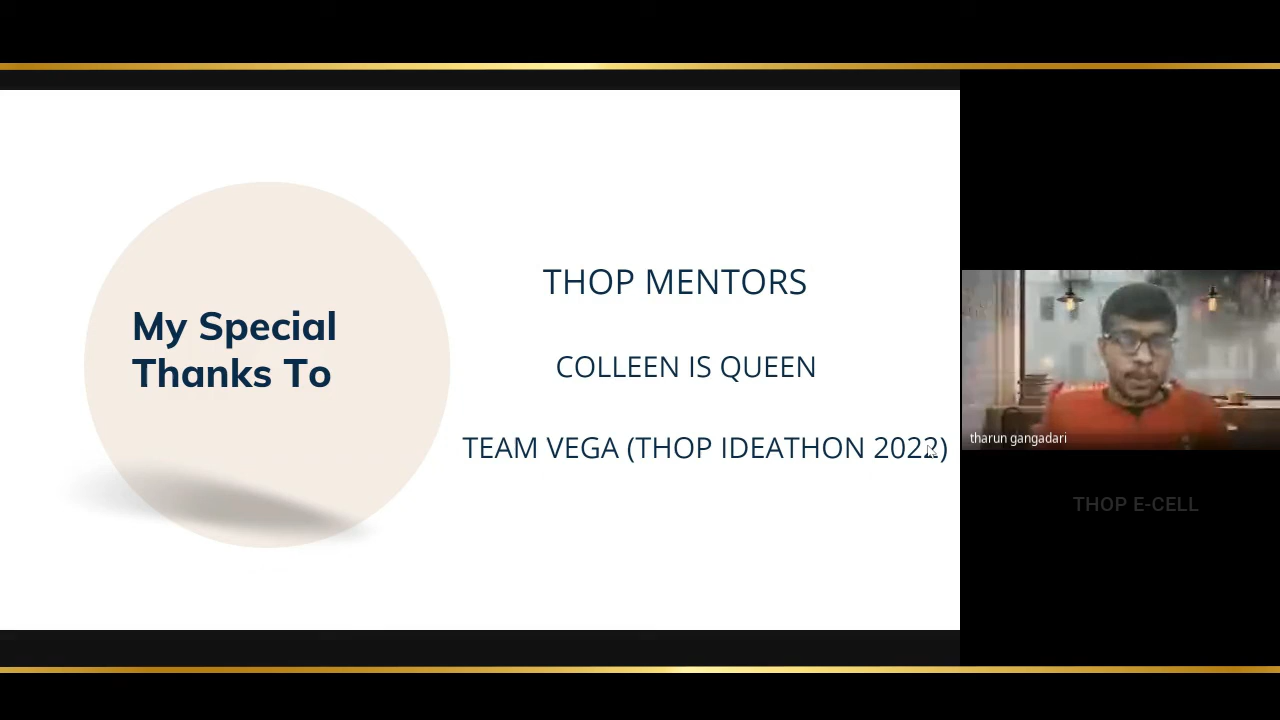 My Special
Thanks To
THOP MENTORS
COLLEEN IS QUEEN
TEAM VEGA (THOP IDEATHON 2022)
tharun gangadari
THOP E-CELL